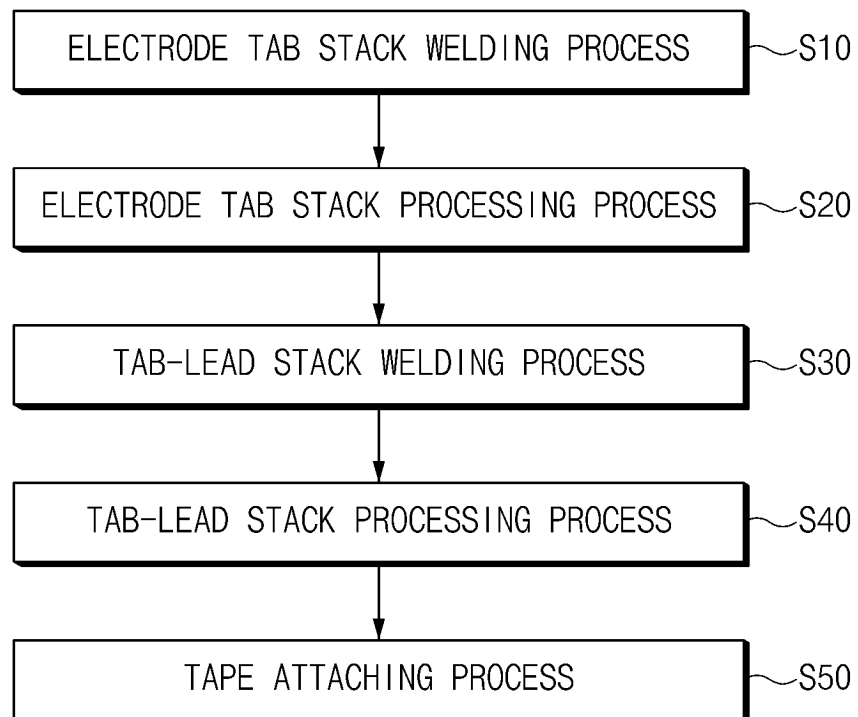 ELECTRODE TAB STACK WELDING PROCESS S10
ELECTRODE TAB STACK PROCESSING PROCESS S20
TAB-LEAD STACK WELDING PROCESS S30
TAB-LEAD STACK PROCESSING PROCESS S40
TAPE ATTACHING PROCESS S50